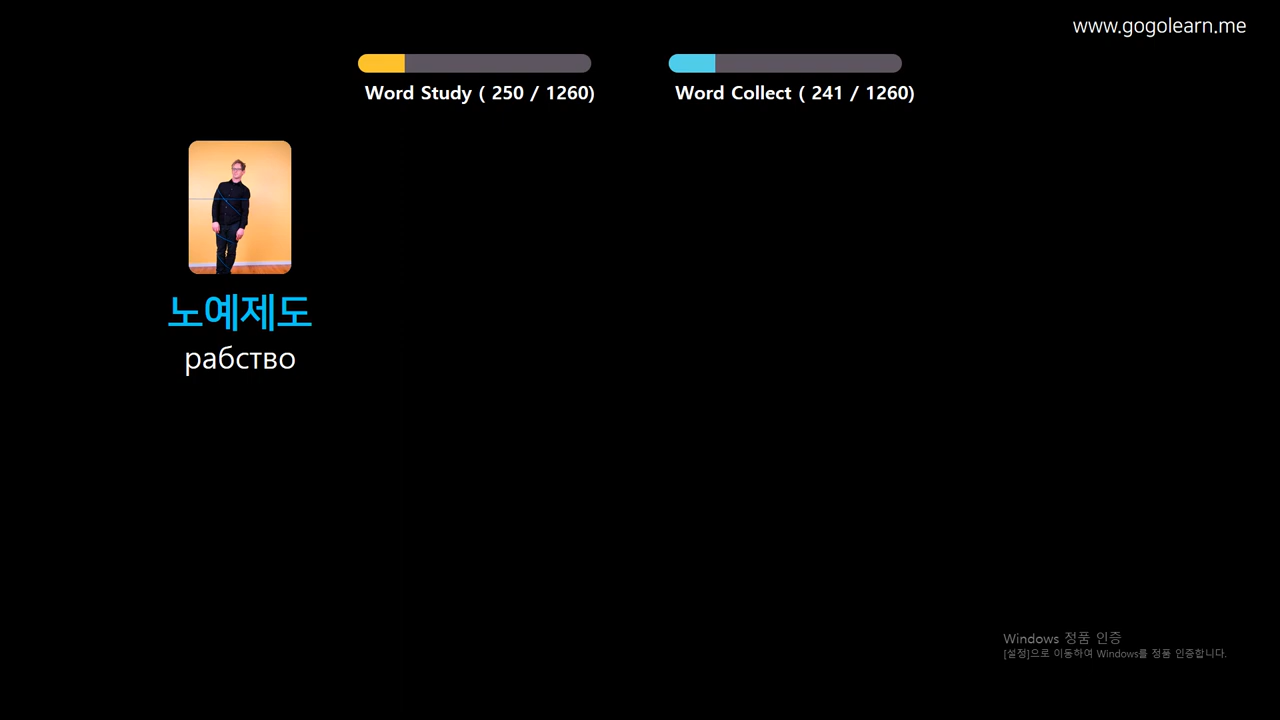 www.gogolearn.me
Word Study ( 250 / 1260)
Word Collect ( 241 / 1260)
노예제도
рабство
Windows 정품 인증
[설정]으로 이동하여 Windows를 정품 인증합니다.